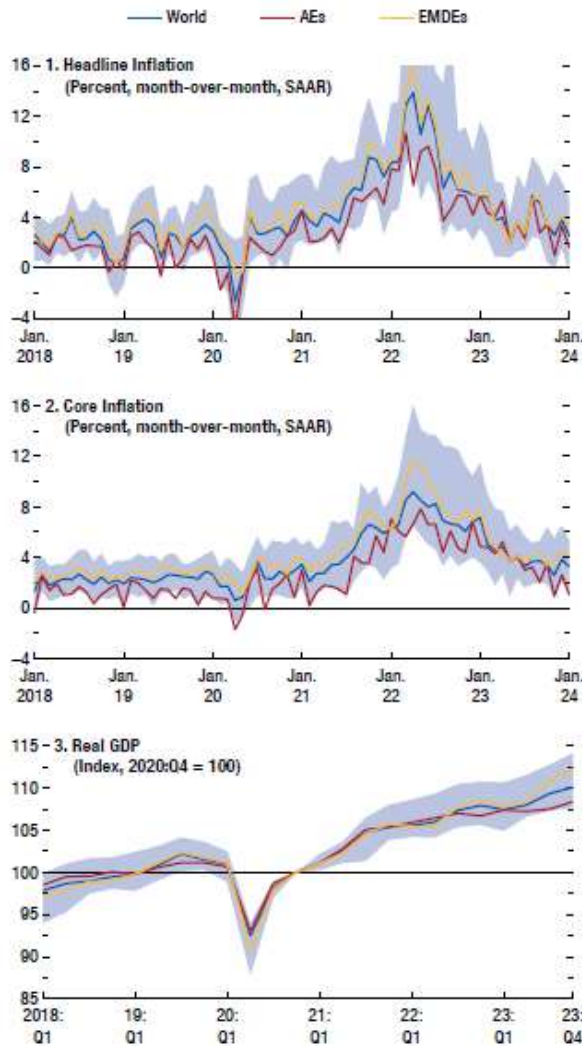 World AEs EMDEs
16 – 1. Headline Inflation
(Percent, month-over-month, SAAR)
12
8
4
0
–4
Jan. Jan. Jan. Jan. Jan. Jan. Jan.
2018 19 20 21 22 23 24
16 – 2. Core Inflation
(Percent, month-over-month, SAAR)
12
8
4
0
–4
Jan. Jan. Jan. Jan. Jan. Jan. Jan.
2018 19 20 21 22 23 24
115 – 3. Real GDP
(Index, 2020:Q4 = 100)
110
105
100
95
90
85
2018: 19: 20: 21: 22: 23: 23:
Q1 Q1 Q1 Q1 Q1 Q1 Q4